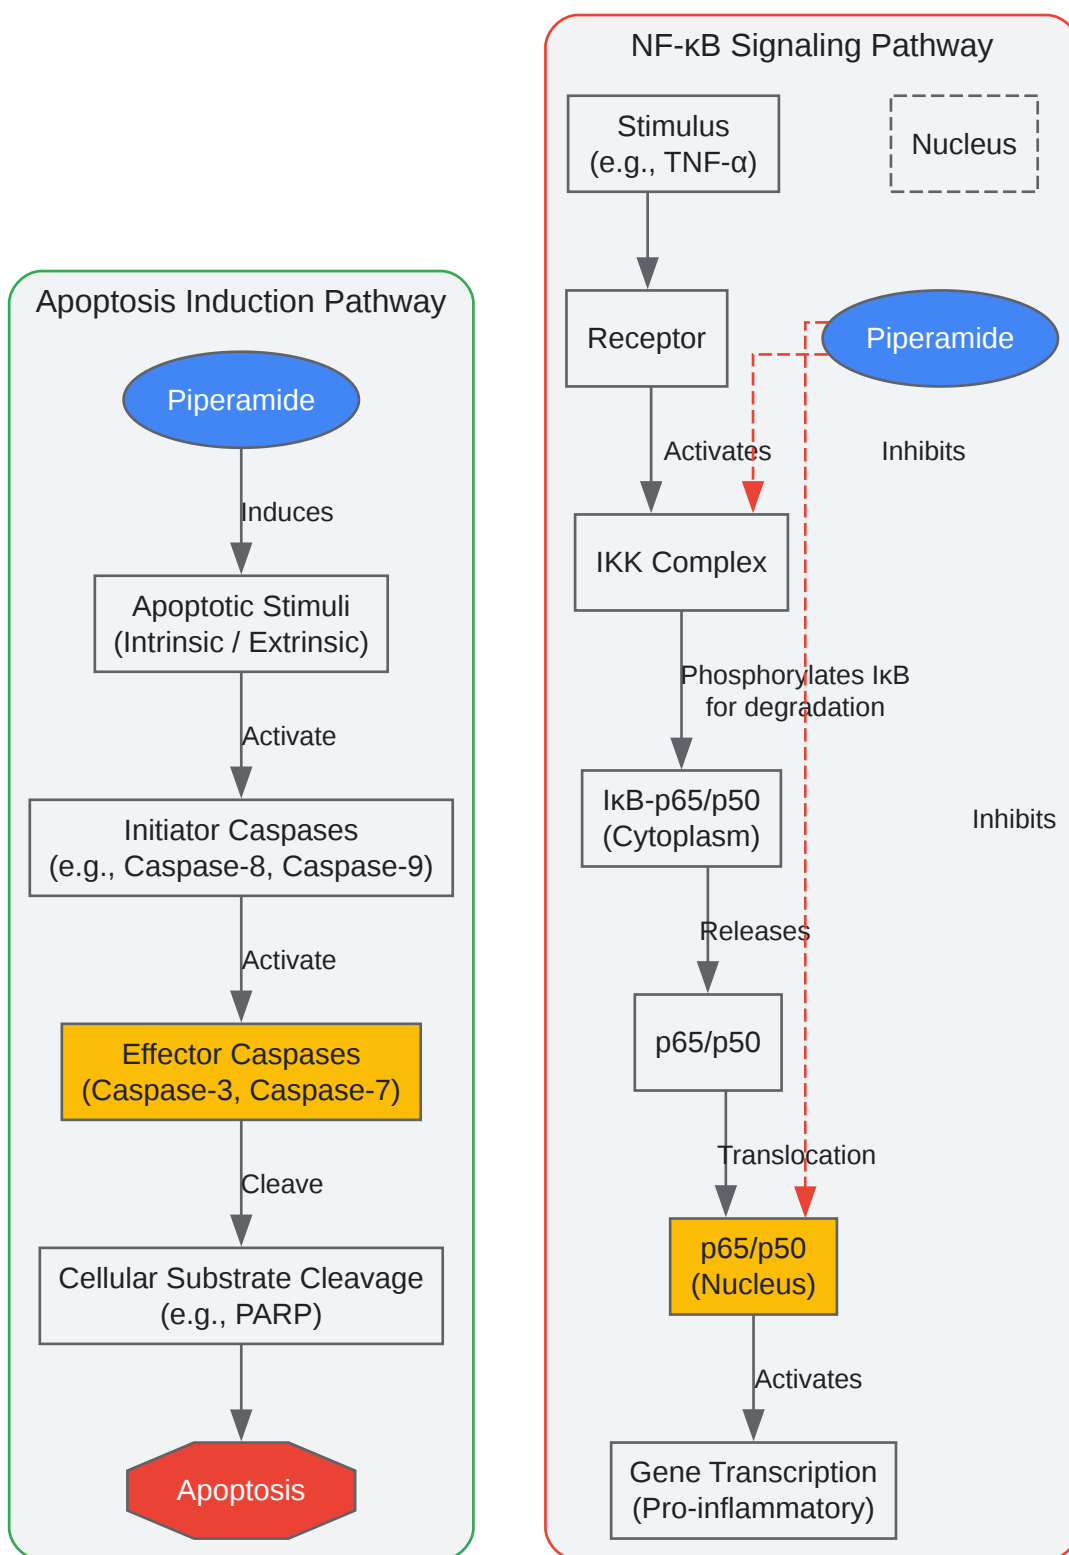 Apoptosis Induction Pathway
Piperamide
Induces
Apoptotic Stimuli
(Intrinsic / Extrinsic)
Activate
Initiator Caspases
(e.g., Caspase-8, Caspase-9)
Activate
Effector Caspases
(Caspase-3, Caspase-7)
Cleave
Cellular Substrate Cleavage
(e.g., PARP)
Apoptosis
NF-κB Signaling Pathway
Stimulus
(e.g., TNF-α)
Nucleus
Receptor
Piperamide
Activates
Inhibits
IKK Complex
Phosphorylates IκB
for degradation
IκB-p65/p50
(Cytoplasm)
Inhibits
Releases
p65/p50
Translocation
p65/p50
(Nucleus)
Activates
Gene Transcription
(Pro-inflammatory)